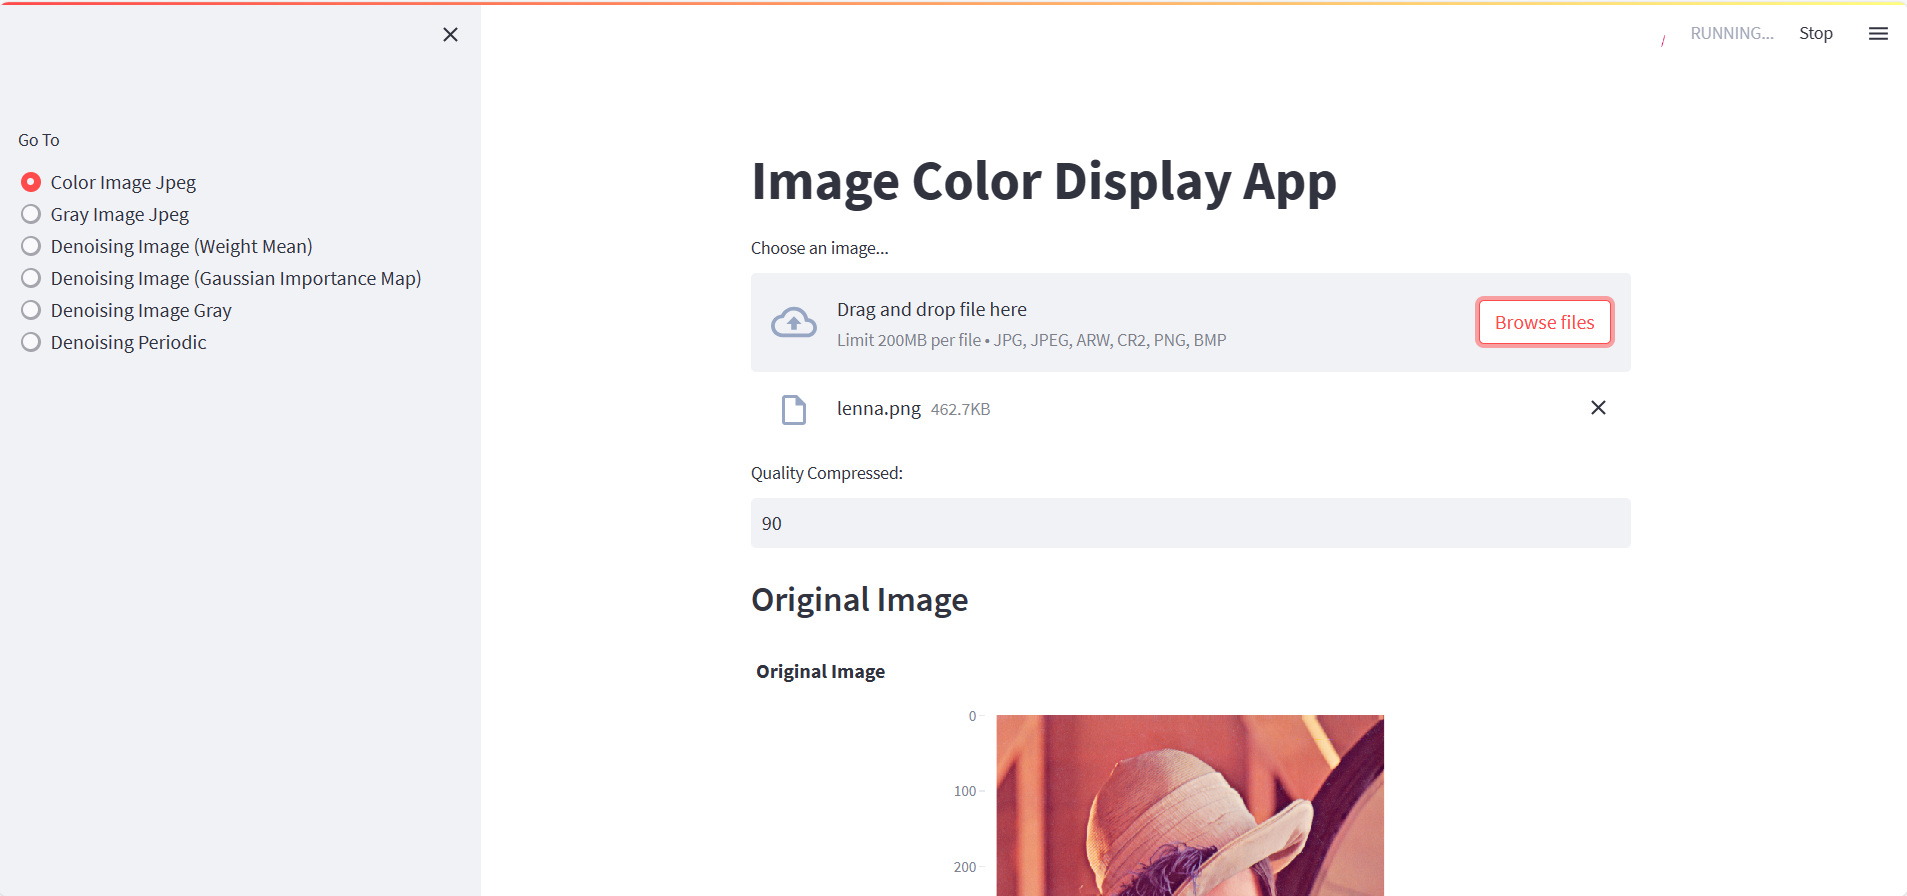 RUNNING...
Stop
Go To
Color Image Jpeg
Gray Image Jpeg
Denoising Image (Weight Mean)
Denoising Image (Gaussian Importance Map)
Denoising Image Gray
Denoising Periodic
Image Color Display App
Choose an image...
Drag and drop file here
Limit 200MB per file • JPG, JPEG, ARW, CR2, PNG, BMP
Browse files
lenna.png 462.7KB
Quality Compressed:
90
Original Image
Original Image
0
100
200